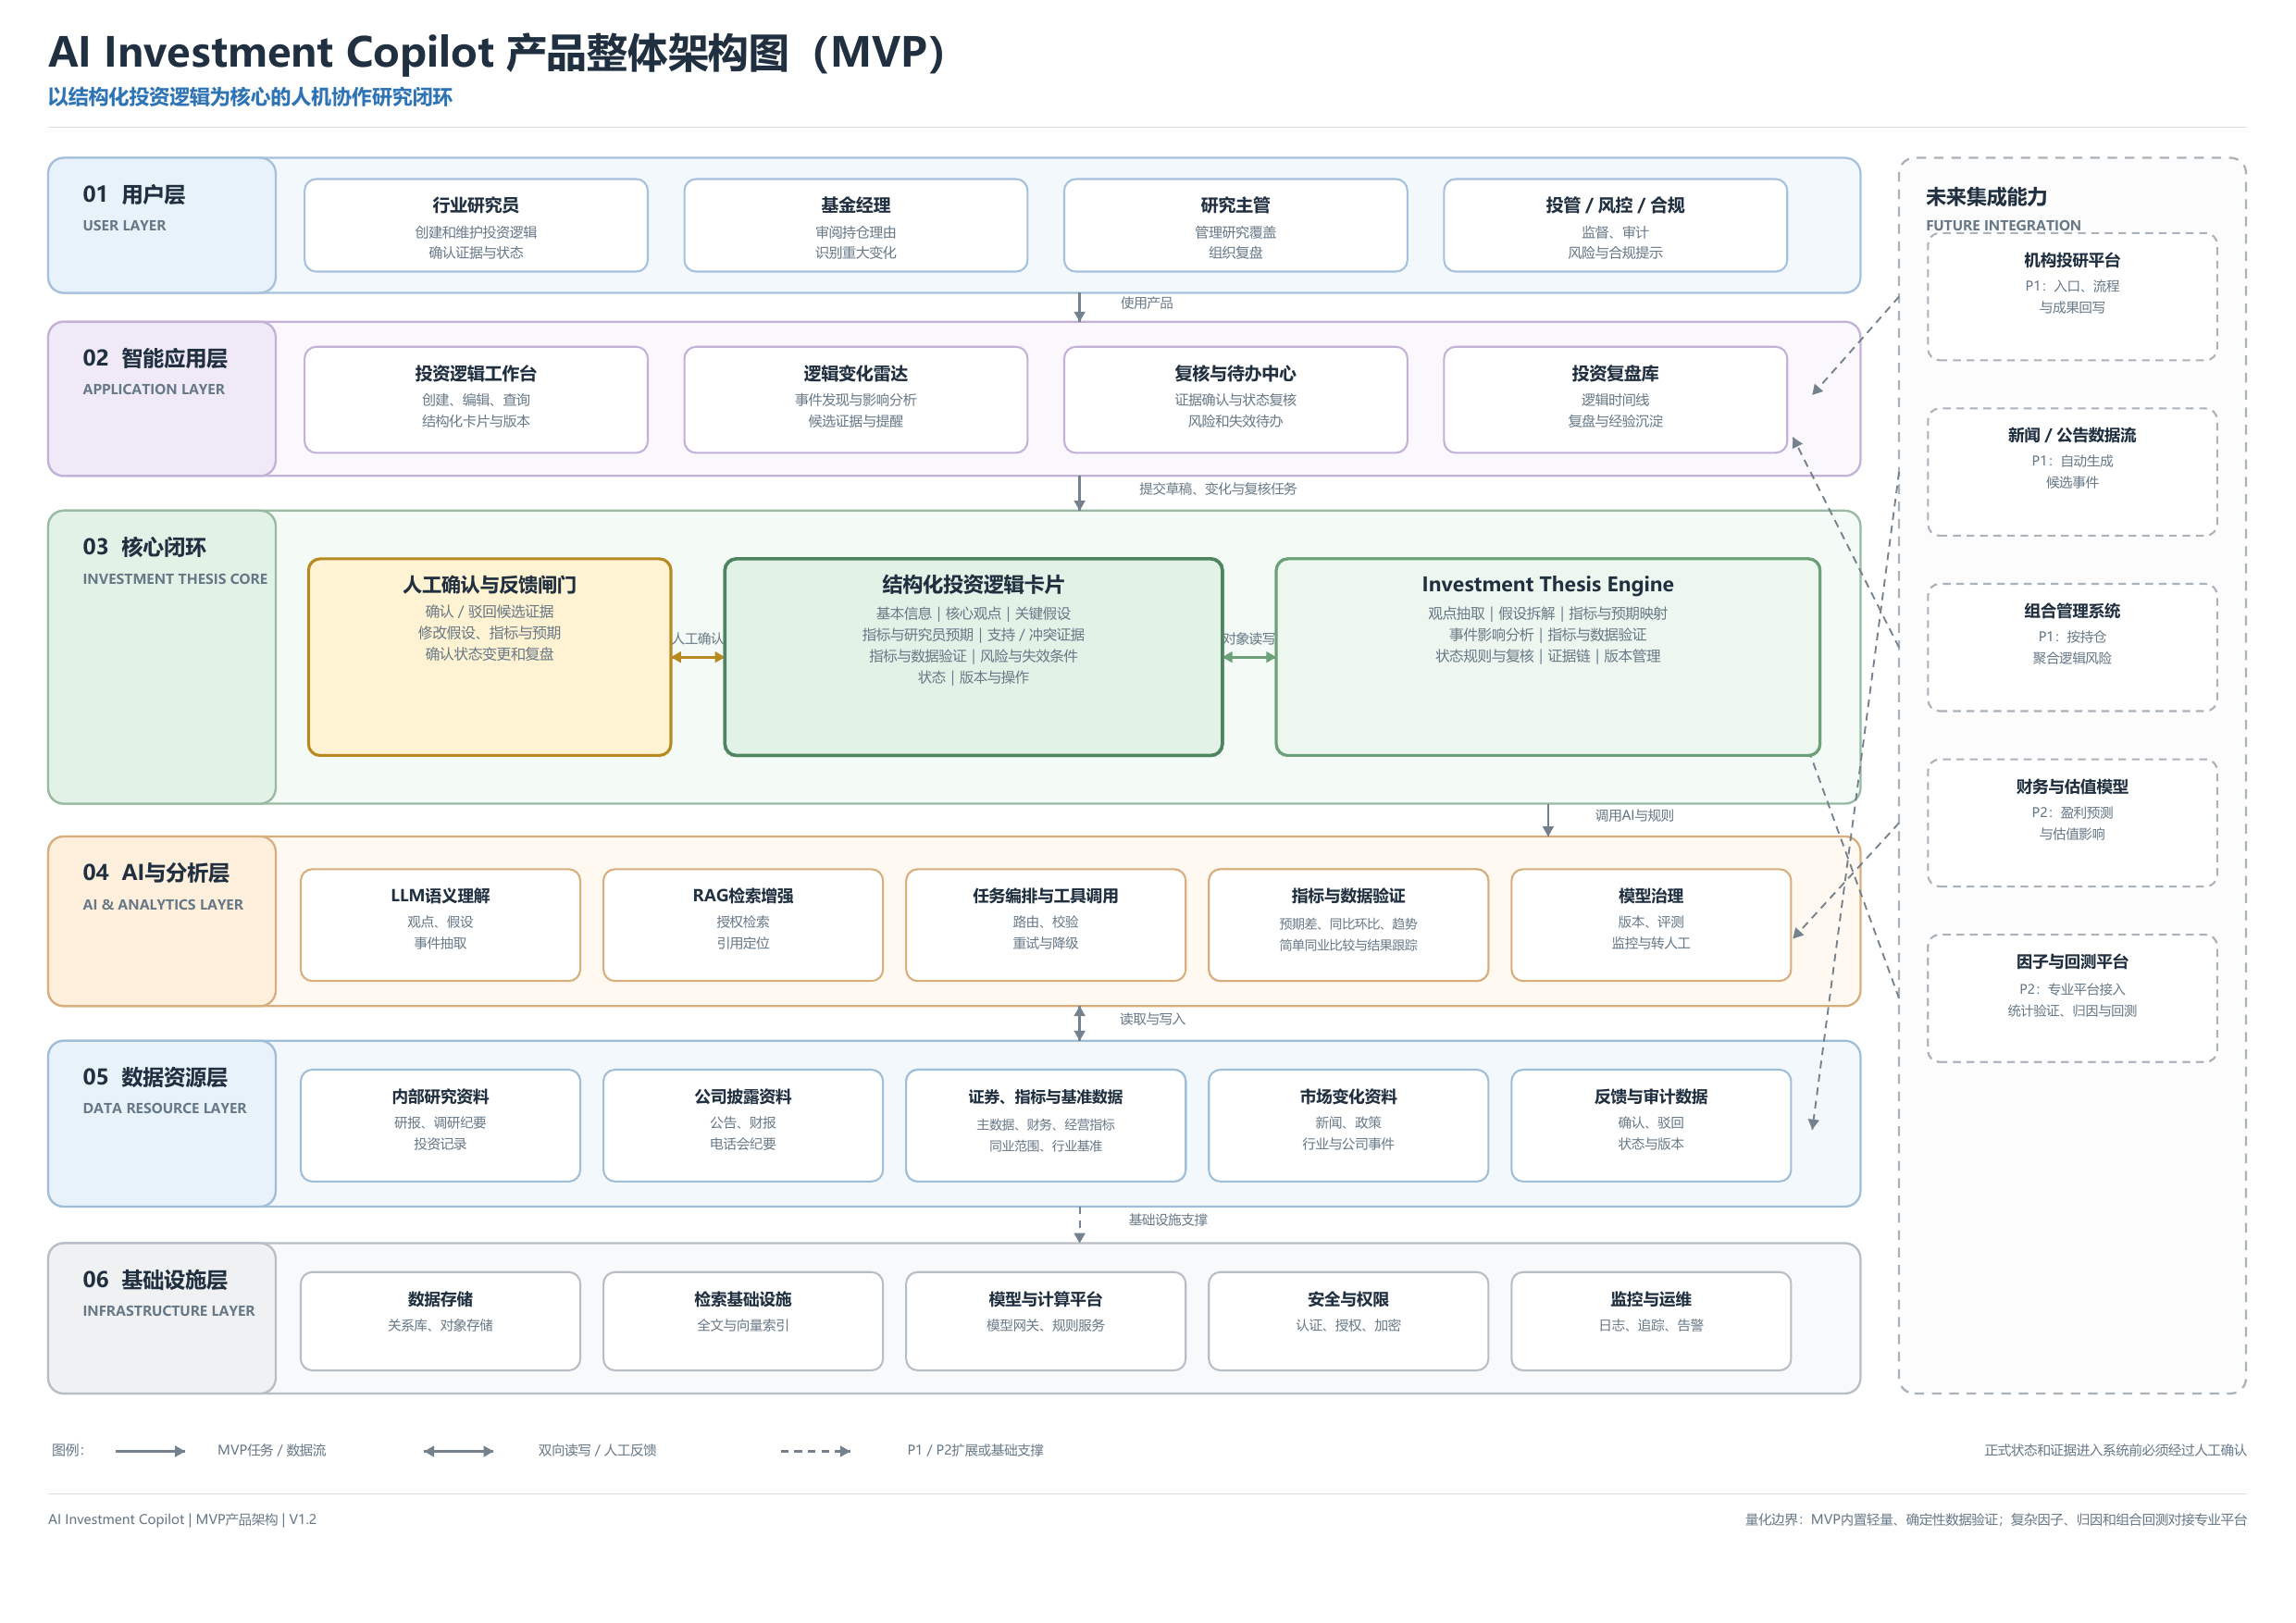 AI Investment Copilot 产品整体架构图（MVP）
以结构化投资逻辑为核心的人机协作研究闭环
01 用户层
USER LAYER
行业研究员
创建和维护投资逻辑
确认证据与状态
基金经理
审阅持仓理由
识别重大变化
研究主管
管理研究覆盖
组织复盘
投管 / 风控 / 合规
监督、审计
风险与合规提示
使用产品
02 智能应用层
APPLICATION LAYER
投资逻辑工作台
创建、编辑、查询
结构化卡片与版本
逻辑变化雷达
事件发现与影响分析
候选证据与提醒
复核与待办中心
证据确认与状态复核
风险和失效待办
投资复盘库
逻辑时间线
复盘与经验沉淀
提交草稿、变化与复核任务
03 核心闭环
INVESTMENT THESIS CORE
人工确认与反馈闸门
确认 / 驳回候选证据
修改假设、指标与预期
确认状态变更和复盘
人工确认
结构化投资逻辑卡片
基本信息 | 核心观点 | 关键假设
指标与研究员预期 | 支持 / 冲突证据
指标与数据验证 | 风险与失效条件
状态 | 版本与操作
对象读写
Investment Thesis Engine
观点抽取 | 假设拆解 | 指标与预期映射
事件影响分析 | 指标与数据验证
状态规则与复核 | 证据链 | 版本管理
调用AI与规则
04 AI与分析层
AI & ANALYTICS LAYER
LLM语义理解
观点、假设
事件抽取
RAG检索增强
授权检索
引用定位
任务编排与工具调用
路由、校验
重试与降级
指标与数据验证
预期差、同比环比、趋势
简单同业比较与结果跟踪
模型治理
版本、评测
监控与转人工
读取与写入
05 数据资源层
DATA RESOURCE LAYER
内部研究资料
研报、调研纪要
投资记录
公司披露资料
公告、财报
电话会纪要
证券、指标与基准数据
主数据、财务、经营指标
同业范围、行业基准
市场变化资料
新闻、政策
行业与公司事件
反馈与审计数据
确认、驳回
状态与版本
基础设施支撑
06 基础设施层
INFRASTRUCTURE LAYER
数据存储
关系库、对象存储
检索基础设施
全文与向量索引
模型与计算平台
模型网关、规则服务
安全与权限
认证、授权、加密
监控与运维
日志、追踪、告警
未来集成能力
FUTURE INTEGRATION
机构投研平台
P1：入口、流程
与成果回写
新闻 / 公告数据流
P1：自动生成
候选事件
组合管理系统
P1：按持仓
聚合逻辑风险
财务与估值模型
P2：盈利预测
与估值影响
因子与回测平台
P2：专业平台接入
统计验证、归因与回测
图例：
MVP任务 / 数据流
双向读写 / 人工反馈
P1 / P2扩展或基础支撑
正式状态和证据进入系统前必须经过人工确认
AI Investment Copilot | MVP产品架构 | V1.2
量化边界：MVP内置轻量、确定性数据验证；复杂因子、归因和组合回测对接专业平台